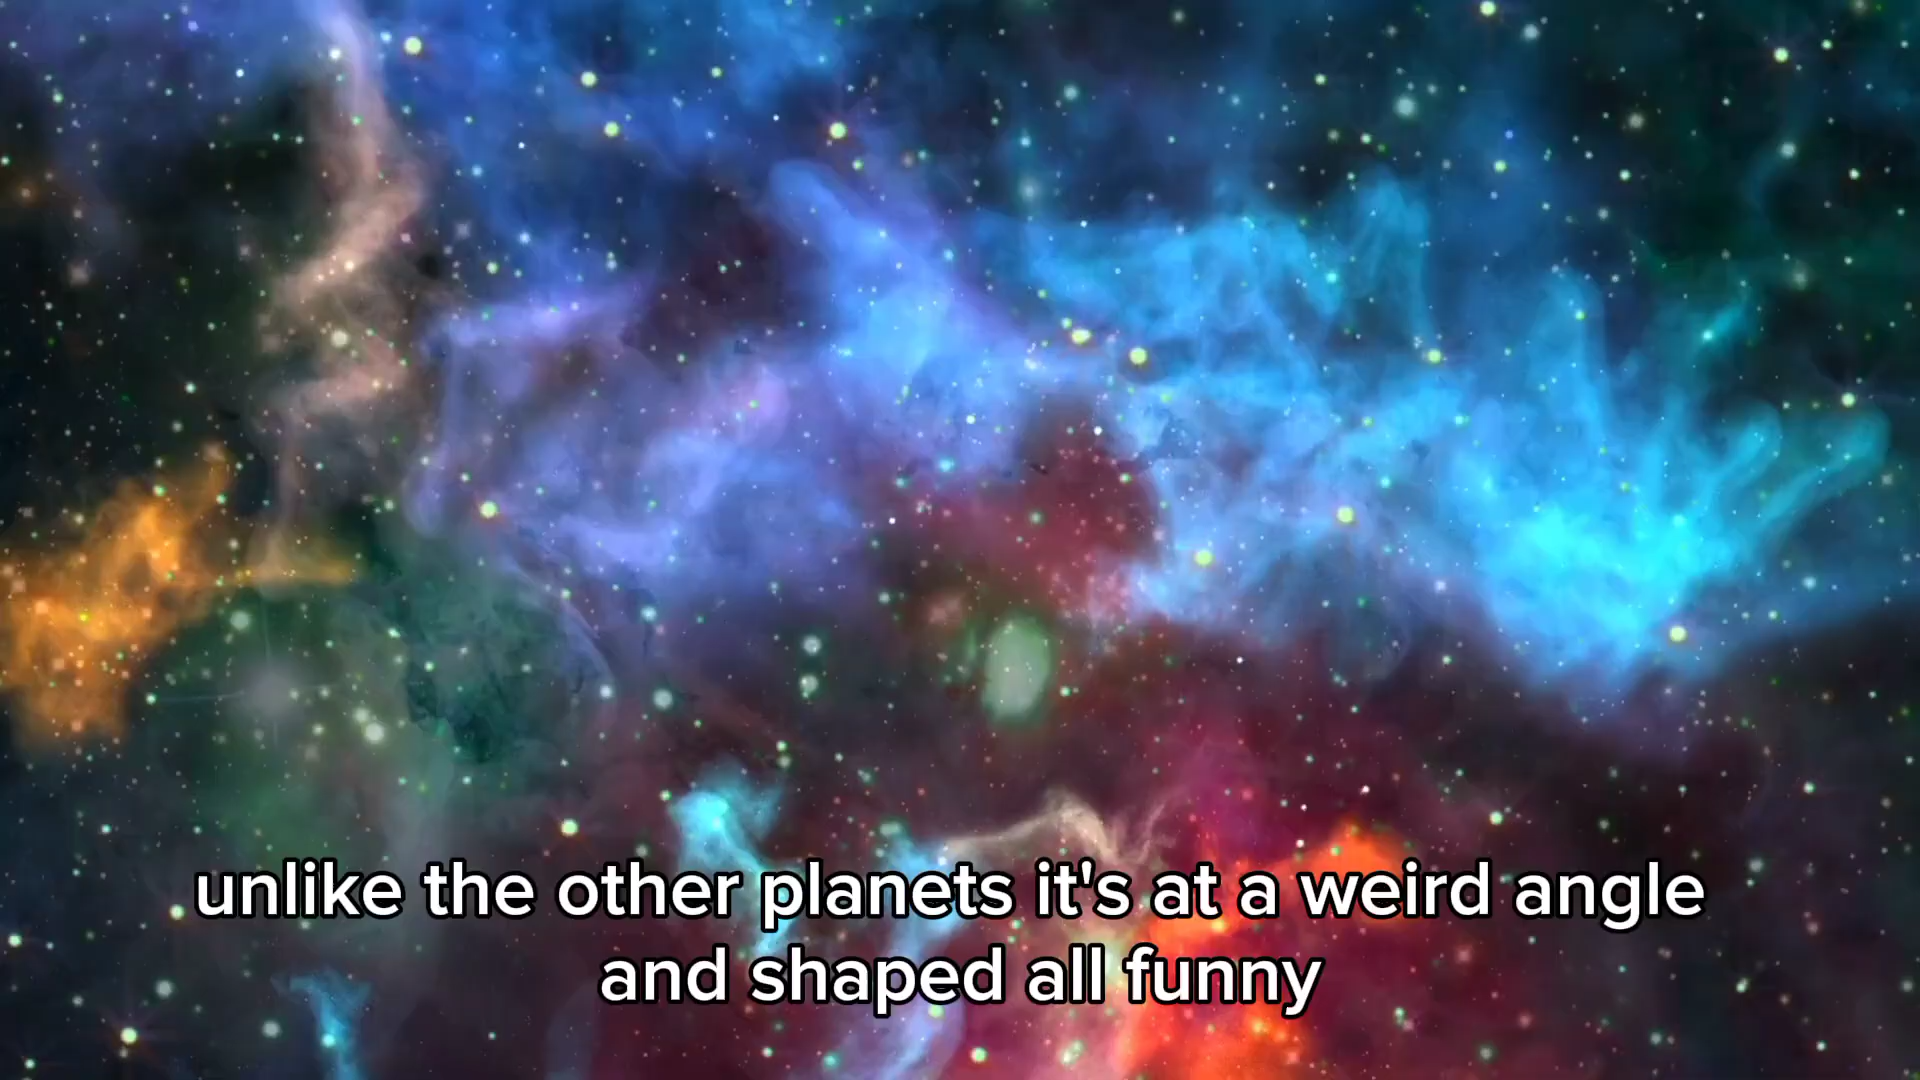 unlike the other planets it's at a weird angle
and shaped all funny